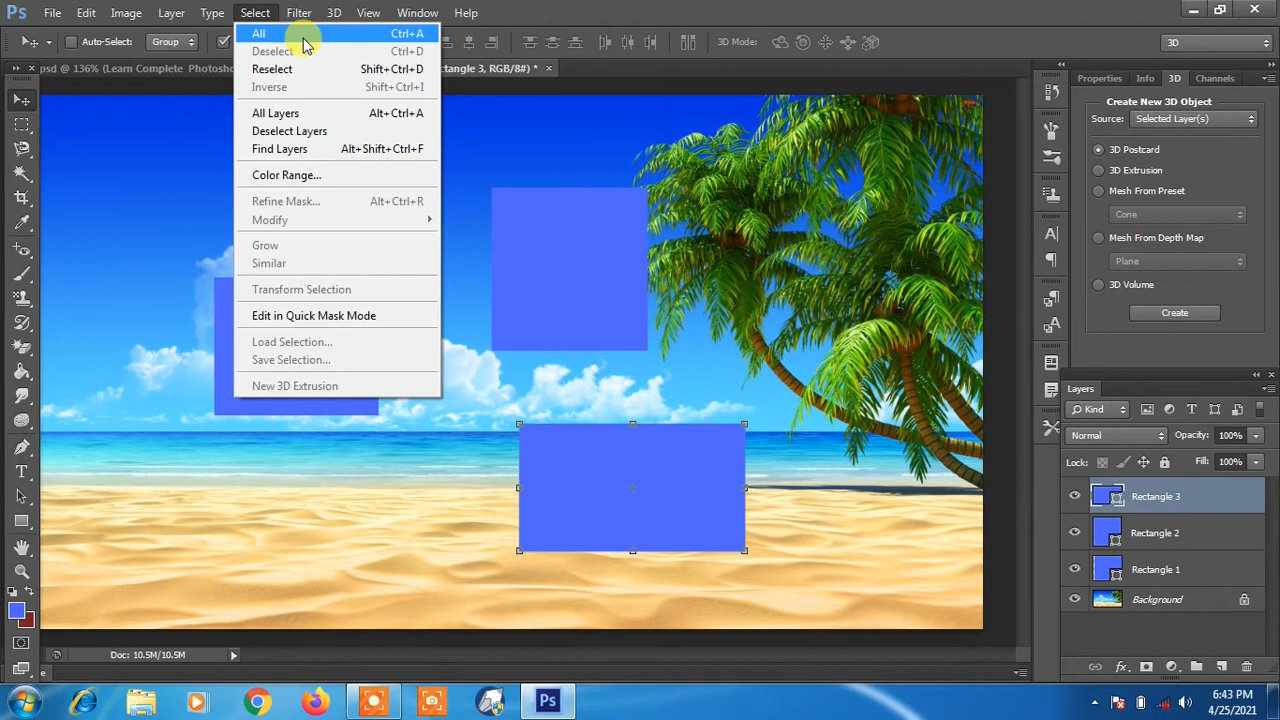 Ps File Edit Image Layer Type Select Filter 3D View Window Help
Auto-Select: Group 3D Mode: 3D
psd @ 136% (Learn Complete Photosho ctangle 3, RGB/8#) * ×
All Ctrl+A
Deselect Ctrl+D
Reselect Shift+Ctrl+D
Inverse Shift+Ctrl+I
All Layers Alt+Ctrl+A
Deselect Layers
Find Layers Alt+Shift+Ctrl+F
Color Range...
Refine Mask... Alt+Ctrl+R
Modify
Grow
Similar
Transform Selection
Edit in Quick Mask Mode
Load Selection...
Save Selection...
New 3D Extrusion
Properties Info 3D Channels
Create New 3D Object
Source: Selected Layer(s)
3D Postcard
3D Extrusion
Mesh From Preset
Cone
Mesh From Depth Map
Plane
3D Volume
Create
Layers
Kind
Normal Opacity: 100%
Lock: Fill: 100%
Rectangle 3
Rectangle 2
Rectangle 1
Background
Doc: 10.5M/10.5M
Ps
6:43 PM
4/25/2021